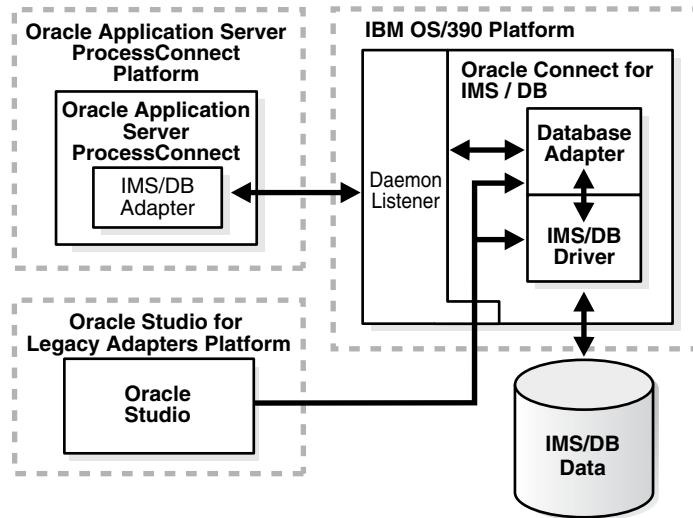 Oracle Application Server
ProcessConnect
Platform
Oracle Application
Server
ProcessConnect
IMS/DB
Adapter
IBM OS/390 Platform
Oracle Connect for
IMS / DB
Daemon
Listener
Database
Adapter
IMS/DB
Driver
Oracle Studio for
Legacy Adapters Platform
Oracle
Studio
IMS/DB
Data